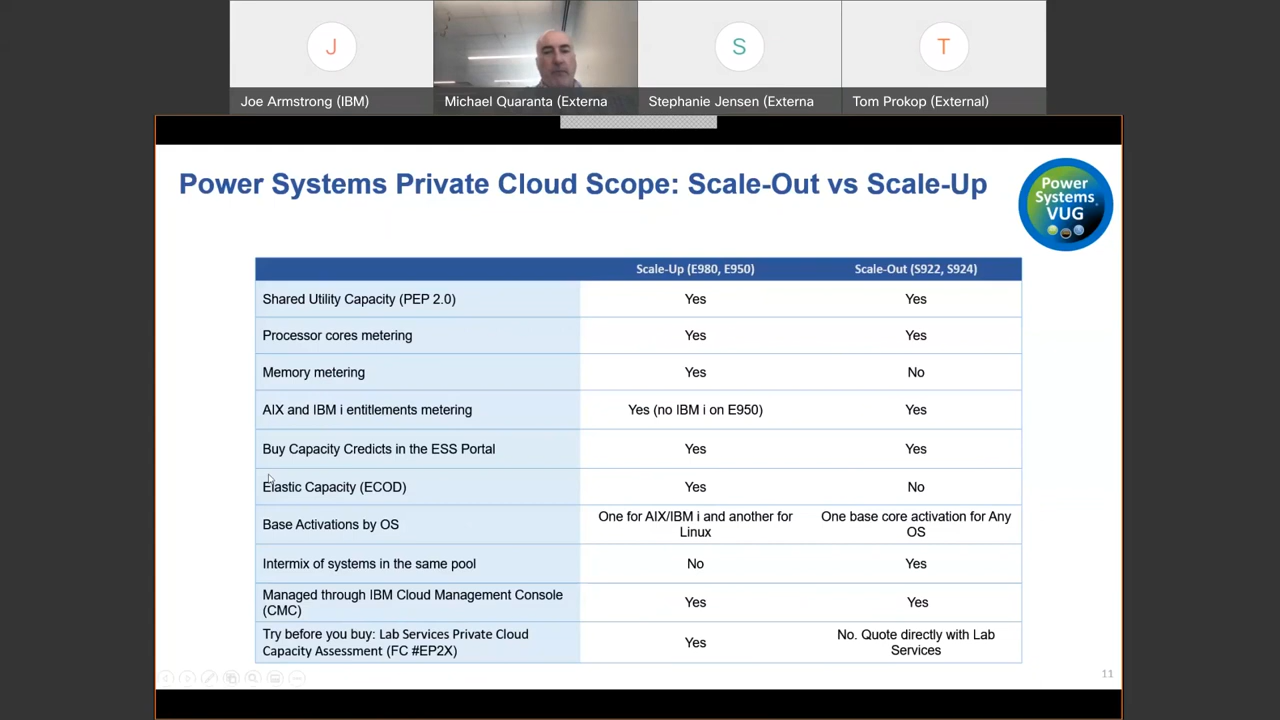 J
S
T
Joe Armstrong (IBM)
Michael Quaranta (Externa
Stephanie Jensen (Externa
Tom Prokop (External)
Power Systems Private Cloud Scope: Scale-Out vs Scale-Up
Power
Systems
VUG
Scale-Up (E980, E950)
Scale-Out (S922, S924)
Shared Utility Capacity (PEP 2.0)
Yes
Yes
Processor cores metering
Yes
Yes
Memory metering
Yes
No
AIX and IBM i entitlements metering
Yes (no IBM i on E950)
Yes
Buy Capacity Credicts in the ESS Portal
Yes
Yes
Elastic Capacity (ECOD)
Yes
No
Base Activations by OS
One for AIX/IBM i and another for
Linux
One base core activation for Any
OS
Intermix of systems in the same pool
No
Yes
Managed through IBM Cloud Management Console
(CMC)
Yes
Yes
Try before you buy: Lab Services Private Cloud
Capacity Assessment (FC #EP2X)
Yes
No. Quote directly with Lab
Services
11